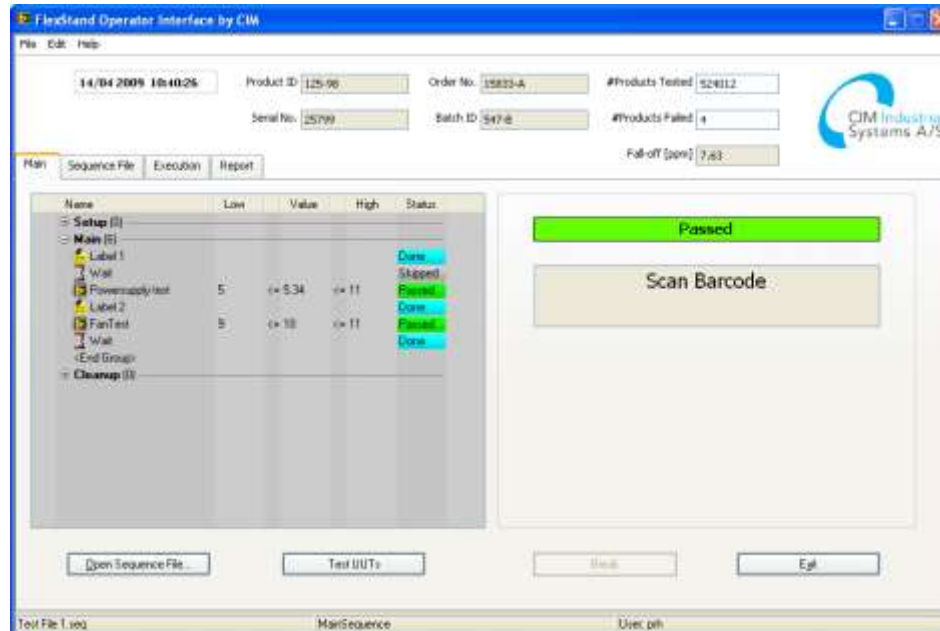 FlexStand Operator Interface by CIM
File Edit Help
14/04 2009 10:40:26
Product ID 125-98
Order No. 15833-A
#Products Tested 524012
Serial No. 25799
Batch ID 547-B
#Products Failed 4
Fall-off [ppm] 7,63
CIM Industrial
Systems A/S
Main Sequence File Execution Report
Name Low Value High Status
Setup (0)
Main (6)
Label 1 Done
Wait Skipped
Powersupply test 5 <= 5.34 <= 11 Passed
Label 2 Done
FanTest 9 <= 10 <= 11 Passed
Wait Done
<End Group>
Cleanup (0)
Passed
Scan Barcode
Open Sequence File...
Test UUTs
Exit
Test File 1.seq MainSequence User: prh